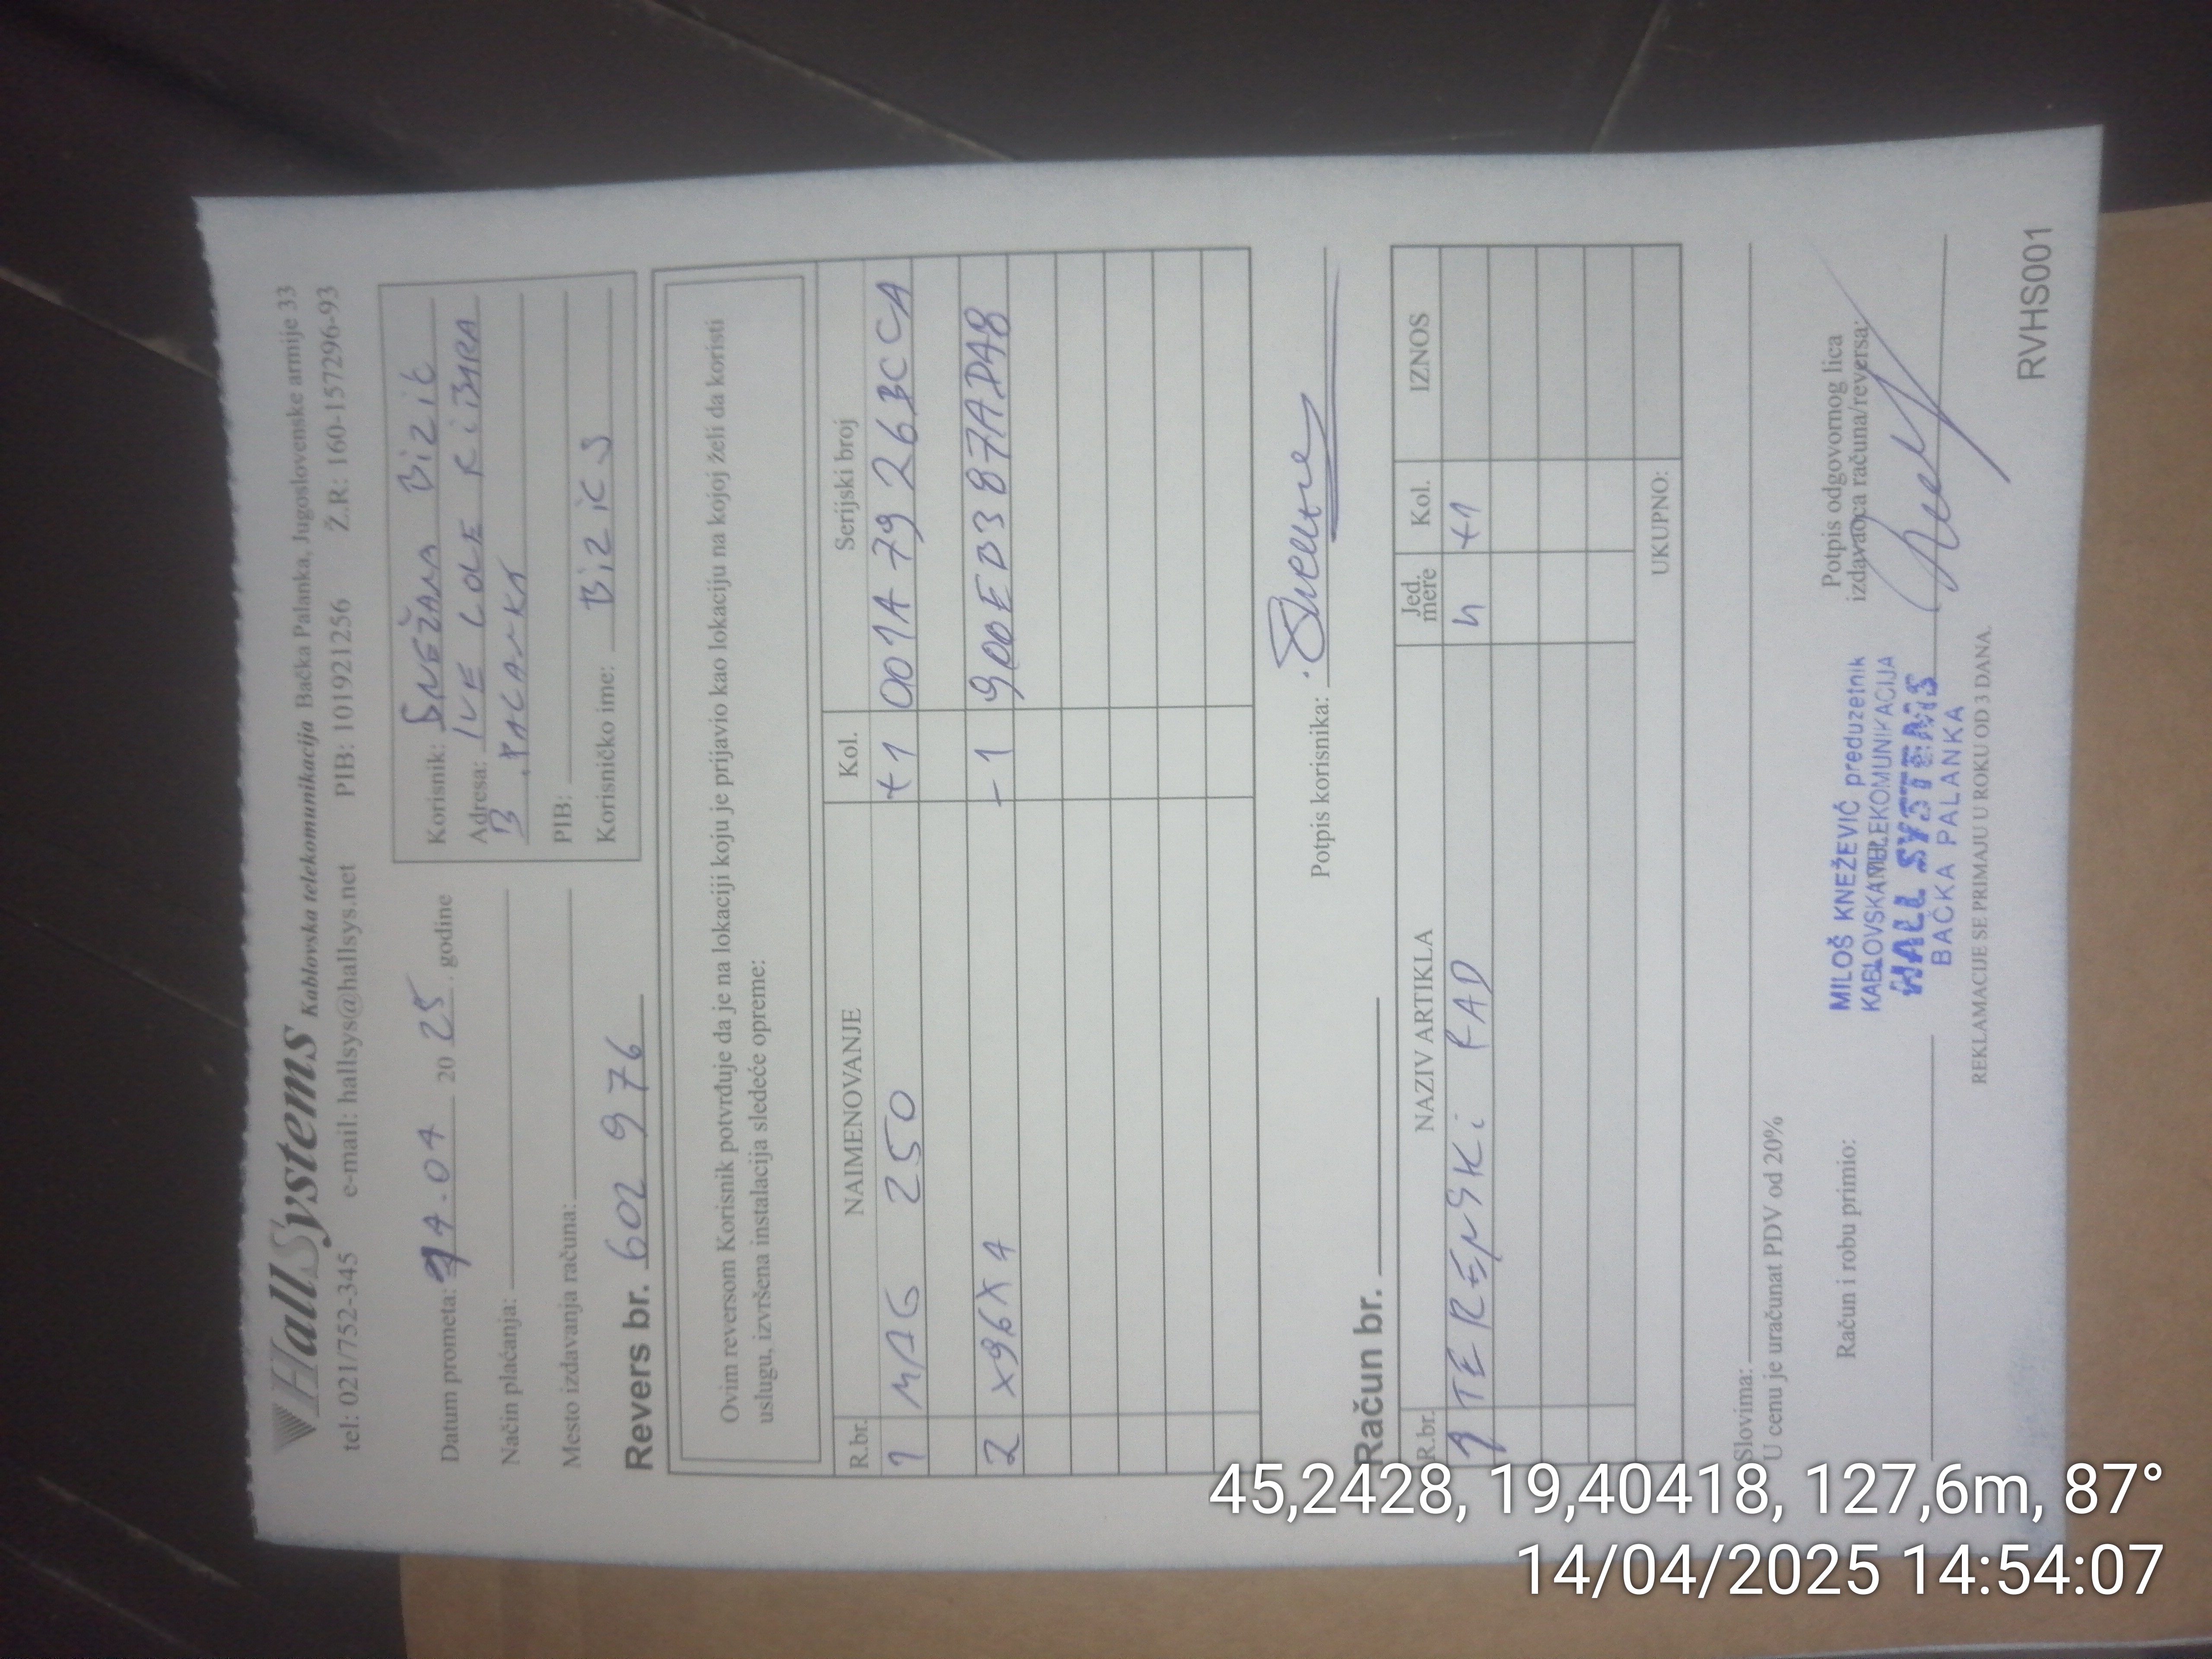 HallSystems Kablovska telekomunikacija Bačka Palanka, Jugoslovenske armije 33
tel: 021/752-345 e-mail: hallsys@hallsys.net PIB: 101921256 Ž.R: 160-157296-93
Datum prometa: 14.04 20 25. godine
Način plaćanja:
Mesto izdavanja računa:
Korisnik: SNEŽANA BIZIĆ
Adresa: IVE LOLE RIBARA
B. PALANKA
PIB:
Korisničko ime: BIZICS
Revers br. 602 976
Ovim reversom Korisnik potvrđuje da je na lokaciji koju je prijavio kao lokaciju na kojoj želi da koristi
uslugu, izvršena instalacija sledeće opreme:
R.br. NAIMENOVANJE Kol. Serijski broj
1 MAG 250 +1 001A79263CCA
2 X96X4 -1 900EB387AD48
Potpis korisnika:
Račun br.
R.br. NAZIV ARTIKLA Jed. mere Kol. IZNOS
1 TERENSKI RAD h +1
UKUPNO:
Slovima:
U cenu je uračunat PDV od 20%
Račun i robu primio:
Potpis odgovornog lica
izdavaoca računa/reversa:
MILOŠ KNEŽEVIĆ preduzetnik
HALL SYSTEMS
BAČKA PALANKA
REKLAMACIJE SE PRIMAJU U ROKU OD 3 DANA.
RVHS001
45,2428, 19,40418, 127,6m, 87°
14/04/2025 14:54:07